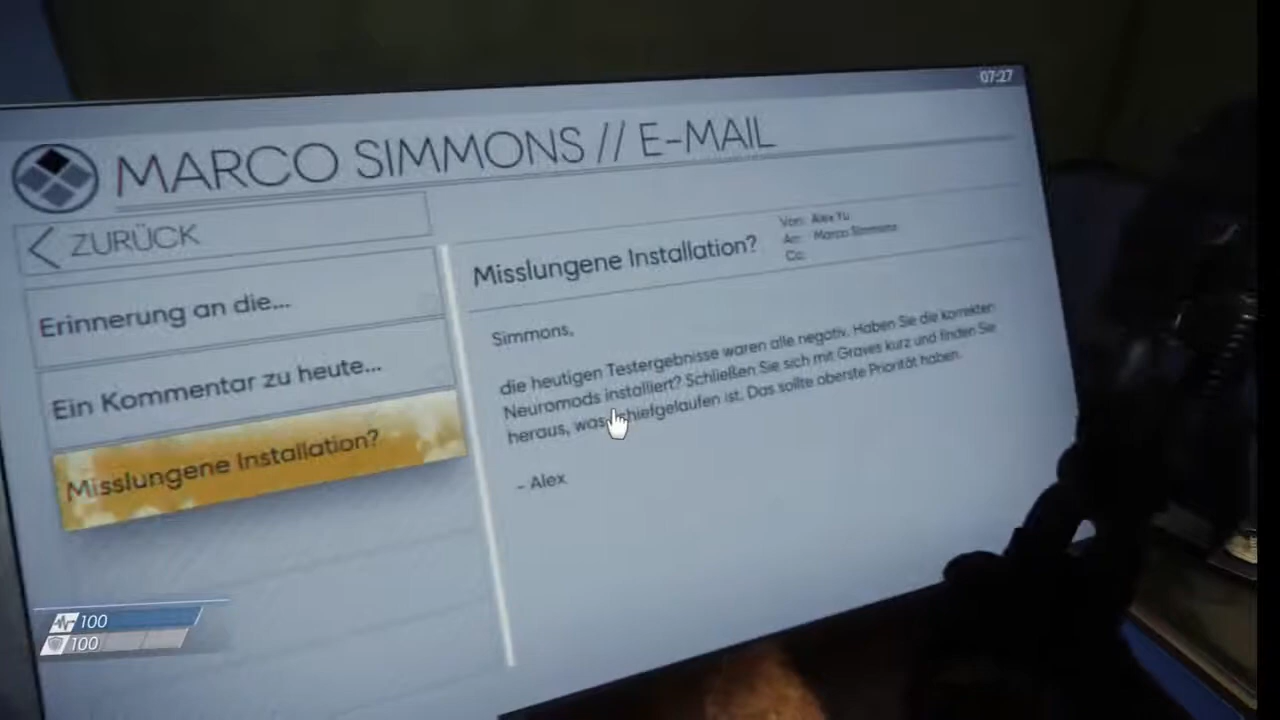 07:27
MARCO SIMMONS // E-MAIL
ZURÜCK
Erinnerung an die...
Ein Kommentar zu heute...
Misslungene Installation?
Misslungene Installation?
Von: Alex Yu
An: Marco Simmons
Cc:
Simmons,
die heutigen Testergebnisse waren alle negativ. Haben Sie die korrekten
Neuromods installiert? Schließen Sie sich mit Graves kurz und finden Sie
heraus, was schiefgelaufen ist. Das sollte oberste Priorität haben.
- Alex
100
100